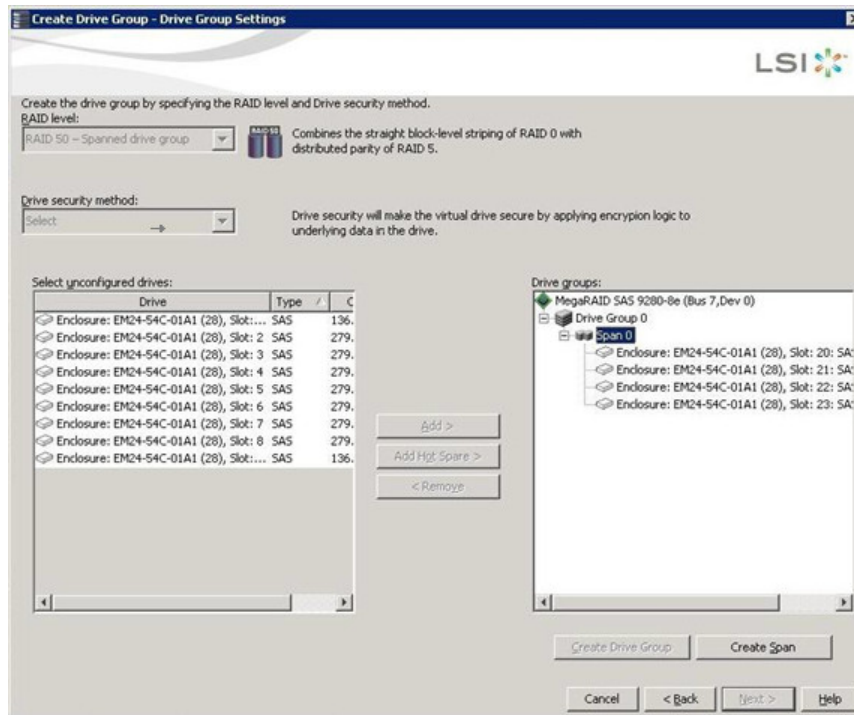 Create Drive Group - Drive Group Settings
LSI
Create the drive group by specifying the RAID level and Drive security method.
RAID level:
RAID 50 – Spanned drive group
RAID 50
Combines the straight block-level striping of RAID 0 with
distributed parity of RAID 5.
Drive security method:
Select
Drive security will make the virtual drive secure by applying encrypion logic to
underlying data in the drive.
Select unconfigured drives:
Drive Type C
Enclosure: EM24-54C-01A1 (28), Slot:... SAS 136.
Enclosure: EM24-54C-01A1 (28), Slot: 2 SAS 279.
Enclosure: EM24-54C-01A1 (28), Slot: 3 SAS 279.
Enclosure: EM24-54C-01A1 (28), Slot: 4 SAS 279.
Enclosure: EM24-54C-01A1 (28), Slot: 5 SAS 279.
Enclosure: EM24-54C-01A1 (28), Slot: 6 SAS 279.
Enclosure: EM24-54C-01A1 (28), Slot: 7 SAS 279.
Enclosure: EM24-54C-01A1 (28), Slot: 8 SAS 279.
Enclosure: EM24-54C-01A1 (28), Slot:... SAS 136.
Add >
Add Hot Spare >
< Remove
Drive groups:
MegaRAID SAS 9280-8e (Bus 7,Dev 0)
Drive Group 0
Span 0
Enclosure: EM24-54C-01A1 (28), Slot: 20: SA
Enclosure: EM24-54C-01A1 (28), Slot: 21: SA
Enclosure: EM24-54C-01A1 (28), Slot: 22: SA
Enclosure: EM24-54C-01A1 (28), Slot: 23: SA
Create Drive Group
Create Span
Cancel
< Back
Next >
Help